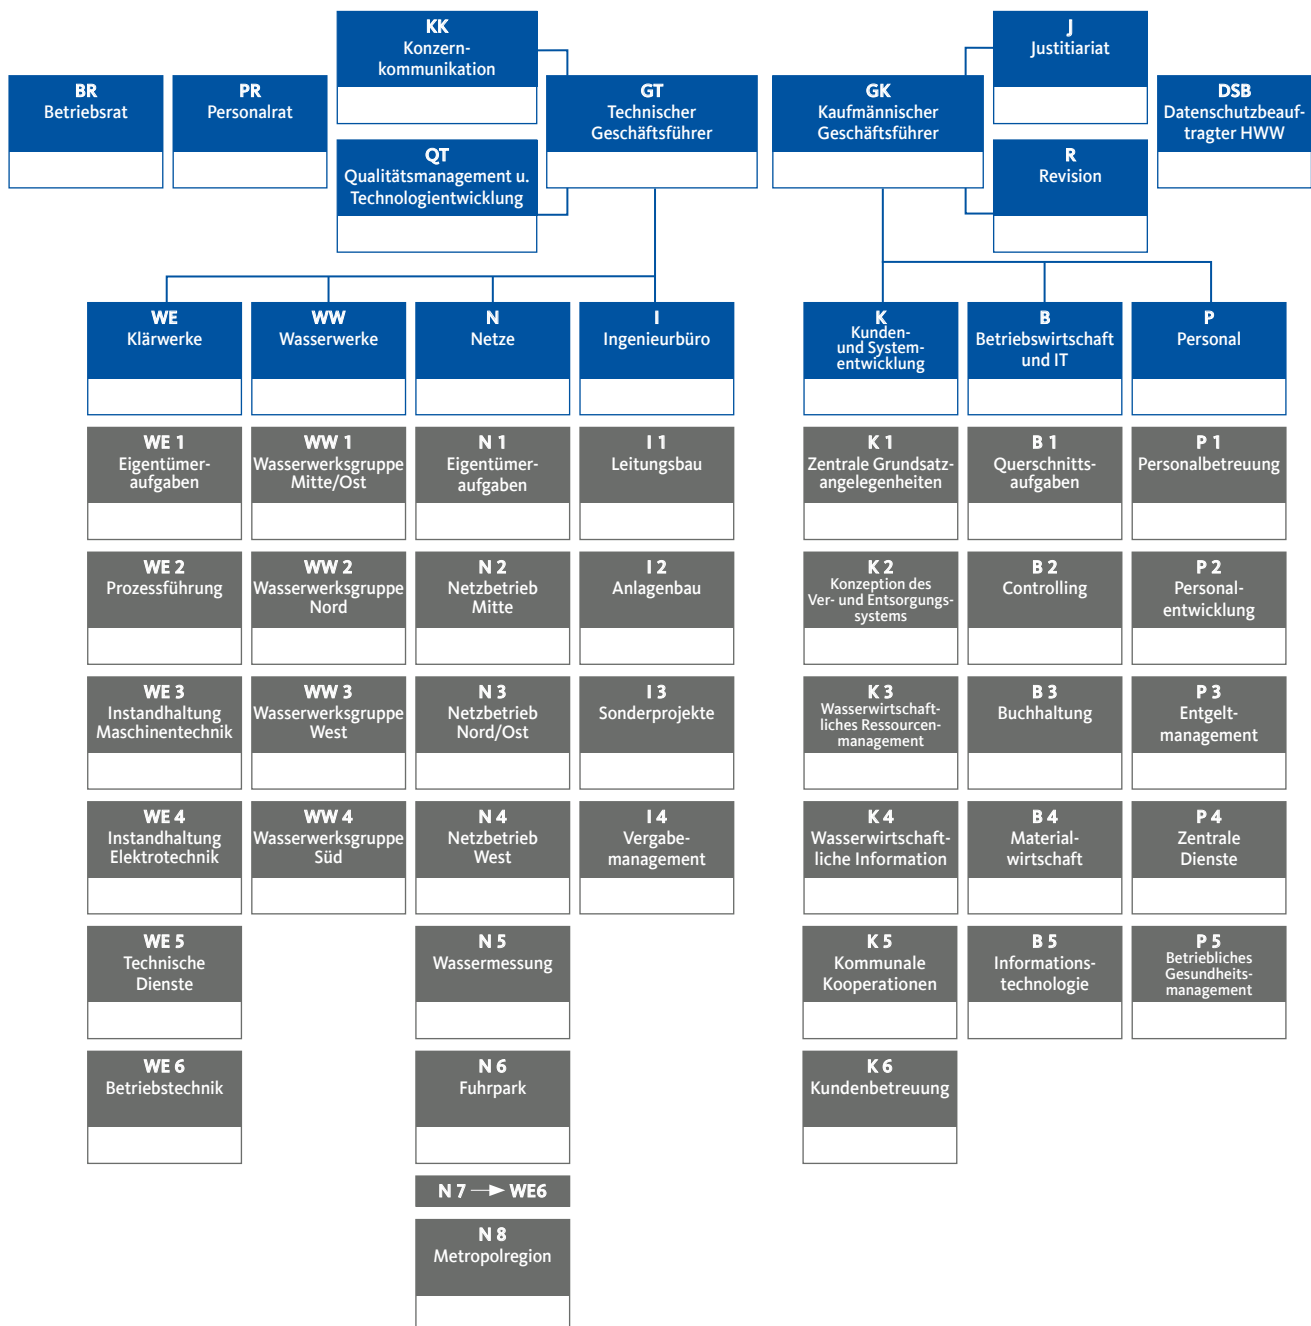 KK
Konzern-
kommunikation
J
Justitiariat
BR
Betriebsrat
PR
Personalrat
GT
Technischer
Geschäftsführer
GK
Kaufmännischer
Geschäftsführer
DSB
Datenschutzbeauf-
tragter HWW
QT
Qualitätsmanagement u.
Technologientwicklung
R
Revision
WE
Klärwerke
WW
Wasserwerke
N
Netze
I
Ingenieurbüro
K
Kunden-
und System-
entwicklung
B
Betriebswirtschaft
und IT
P
Personal
WE 1
Eigentümer-
aufgaben
WW 1
Wasserwerksgruppe
Mitte/Ost
N 1
Eigentümer-
aufgaben
I 1
Leitungsbau
K 1
Zentrale Grundsatz-
angelegenheiten
B 1
Querschnitts-
aufgaben
P 1
Personalbetreuung
WE 2
Prozessführung
WW 2
Wasserwerksgruppe
Nord
N 2
Netzbetrieb
Mitte
I 2
Anlagenbau
K 2
Konzeption des
Ver- und Entsorgungs-
systems
B 2
Controlling
P 2
Personal-
entwicklung
WE 3
Instandhaltung
Maschinentechnik
WW 3
Wasserwerksgruppe
West
N 3
Netzbetrieb
Nord/Ost
I 3
Sonderprojekte
K 3
Wasserwirtschaft-
liches Ressourcen-
management
B 3
Buchhaltung
P 3
Entgelt-
management
WE 4
Instandhaltung
Elektrotechnik
WW 4
Wasserwerksgruppe
Süd
N 4
Netzbetrieb
West
I 4
Vergabe-
management
K 4
Wasserwirtschaft-
liche Information
B 4
Material-
wirtschaft
P 4
Zentrale
Dienste
WE 5
Technische
Dienste
N 5
Wassermessung
K 5
Kommunale
Kooperationen
B 5
Informations-
technologie
P 5
Betriebliches
Gesundheits-
management
WE 6
Betriebstechnik
N 6
Fuhrpark
K 6
Kundenbetreuung
N 7 → WE6
N 8
Metropolregion